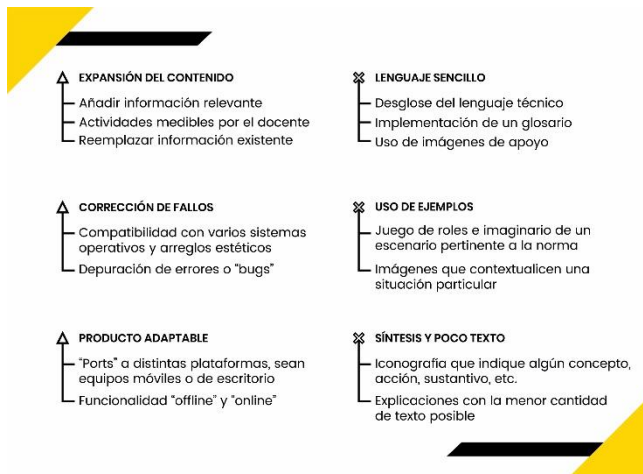 EXPANSIÓN DEL CONTENIDO
Añadir información relevante
Actividades medibles por el docente
Reemplazar información existente
CORRECCIÓN DE FALLOS
Compatibilidad con varios sistemas
operativos y arreglos estéticos
Depuración de errores o "bugs"
PRODUCTO ADAPTABLE
"Ports" a distintas plataformas, sean
equipos móviles o de escritorio
Funcionalidad "offline" y "online"
LENGUAJE SENCILLO
Desglose del lenguaje técnico
Implementación de un glosario
Uso de imágenes de apoyo
USO DE EJEMPLOS
Juego de roles e imaginario de un
escenario pertinente a la norma
Imágenes que contextualicen una
situación particular
SÍNTESIS Y POCO TEXTO
Iconografía que indique algún concepto,
acción, sustantivo, etc.
Explicaciones con la menor cantidad
de texto posible